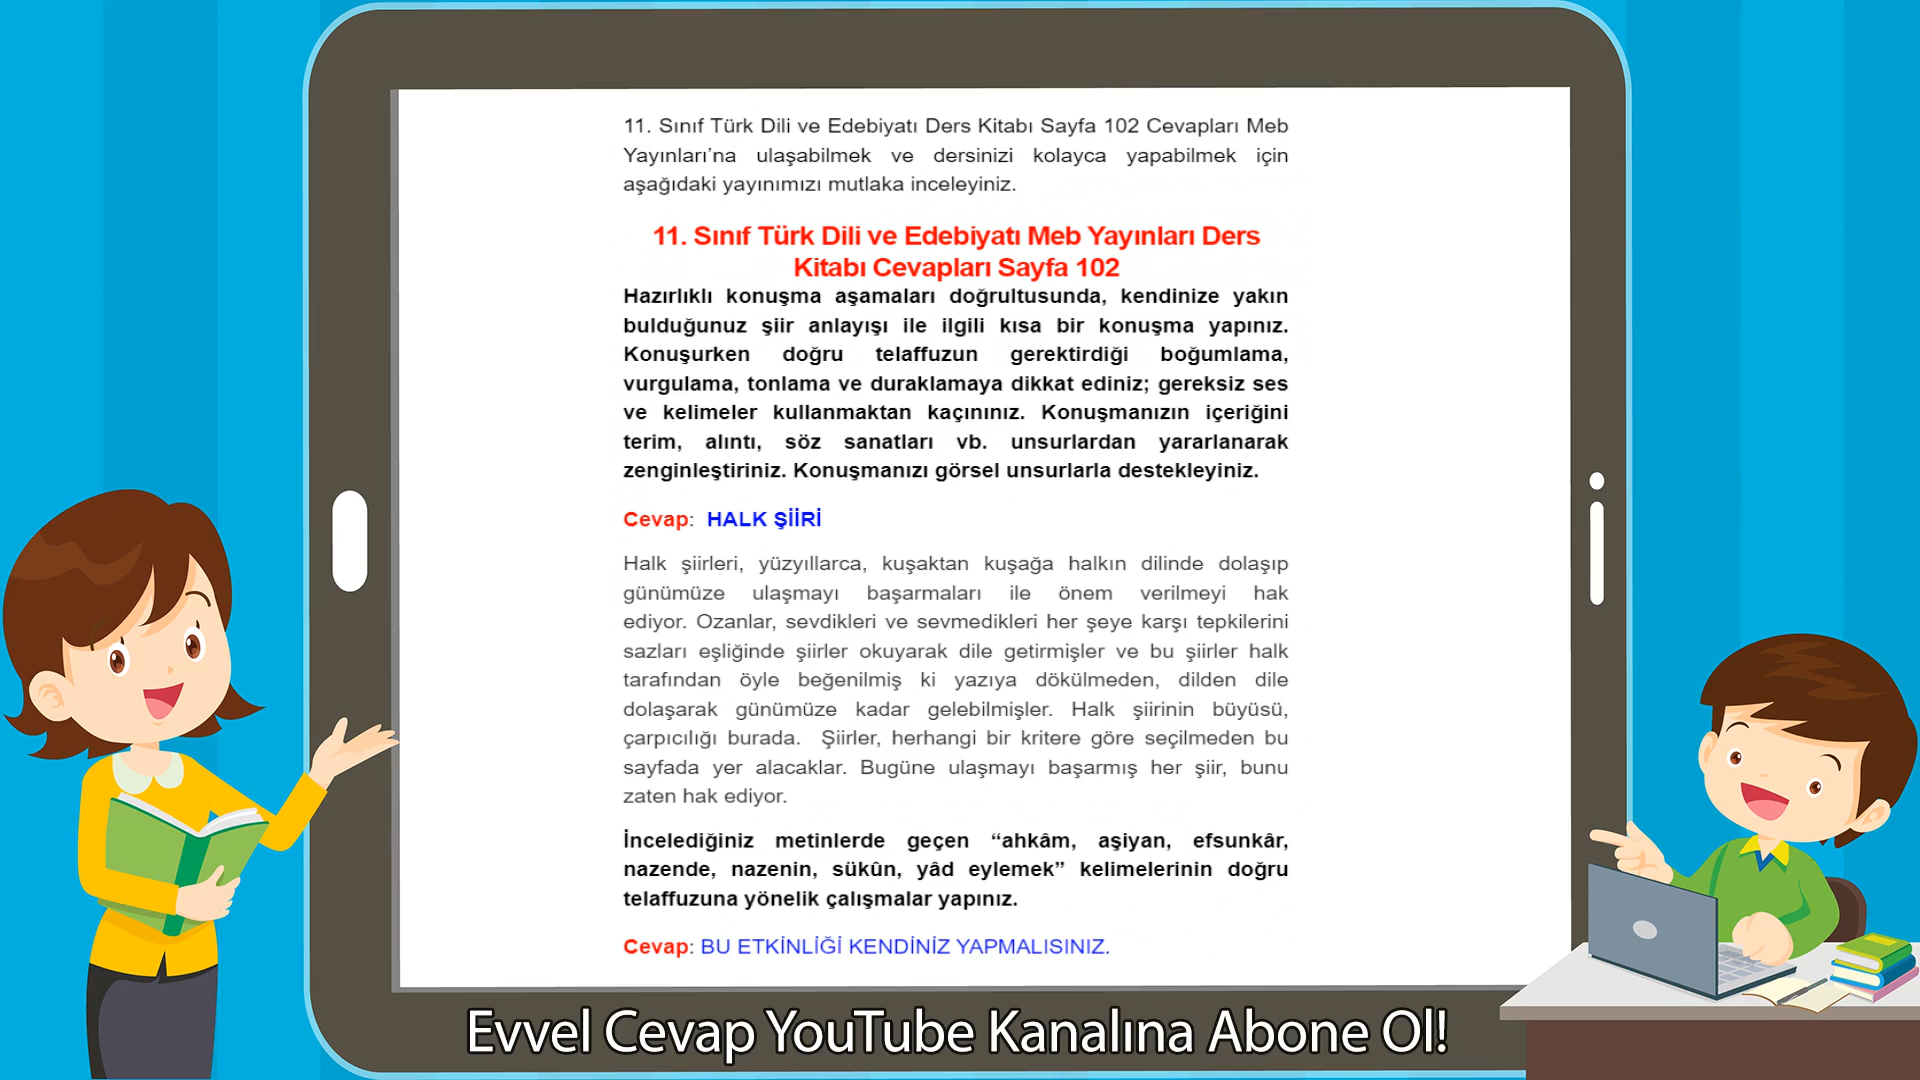 11. Sınıf Türk Dili ve Edebiyatı Ders Kitabı Sayfa 102 Cevapları Meb
Yayınları’na ulaşabilmek ve dersinizi kolayca yapabilmek için
aşağıdaki yayınımızı mutlaka inceleyiniz.
11. Sınıf Türk Dili ve Edebiyatı Meb Yayınları Ders
Kitabı Cevapları Sayfa 102
Hazırlıklı konuşma aşamaları doğrultusunda, kendinize yakın
bulduğunuz şiir anlayışı ile ilgili kısa bir konuşma yapınız.
Konuşurken doğru telaffuzun gerektirdiği boğumlama,
vurgulama, tonlama ve duraklamaya dikkat ediniz; gereksiz ses
ve kelimeler kullanmaktan kaçınınız. Konuşmanızın içeriğini
terim, alıntı, söz sanatları vb. unsurlardan yararlanarak
zenginleştiriniz. Konuşmanızı görsel unsurlarla destekleyiniz.
Cevap: HALK ŞİİRİ
Halk şiirleri, yüzyıllarca, kuşaktan kuşağa halkın dilinde dolaşıp
günümüze ulaşmayı başarmaları ile önem verilmeyi hak
ediyor. Ozanlar, sevdikleri ve sevmedikleri her şeye karşı tepkilerini
sazları eşliğinde şiirler okuyarak dile getirmişler ve bu şiirler halk
tarafından öyle beğenilmiş ki yazıya dökülmeden, dilden dile
dolaşarak günümüze kadar gelebilmişler. Halk şiirinin büyüsü,
çarpıcılığı burada. Şiirler, herhangi bir kritere göre seçilmeden bu
sayfada yer alacaklar. Bugüne ulaşmayı başarmış her şiir, bunu
zaten hak ediyor.
İncelediğiniz metinlerde geçen “ahkâm, aşiyan, efsunkâr,
nazende, nazenin, sükûn, yâd eylemek” kelimelerinin doğru
telaffuzuna yönelik çalışmalar yapınız.
Cevap: BU ETKİNLİĞİ KENDİNİZ YAPMALISINIZ.
Evvel Cevap YouTube Kanalına Abone Ol!